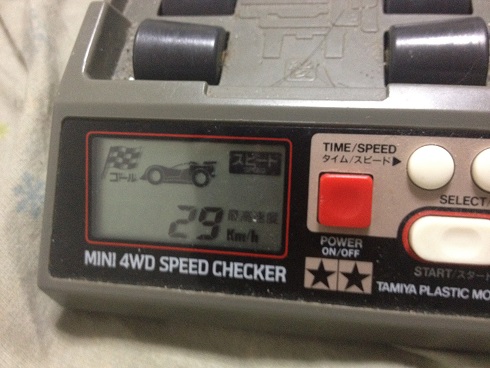 スピード
ゴール
29 最高速度
Km/h
MINI 4WD SPEED CHECKER
TIME/SPEED
タイム/スピード▶
SELECT/
POWER
ON/OFF
START/スタート
TAMIYA PLASTIC MO